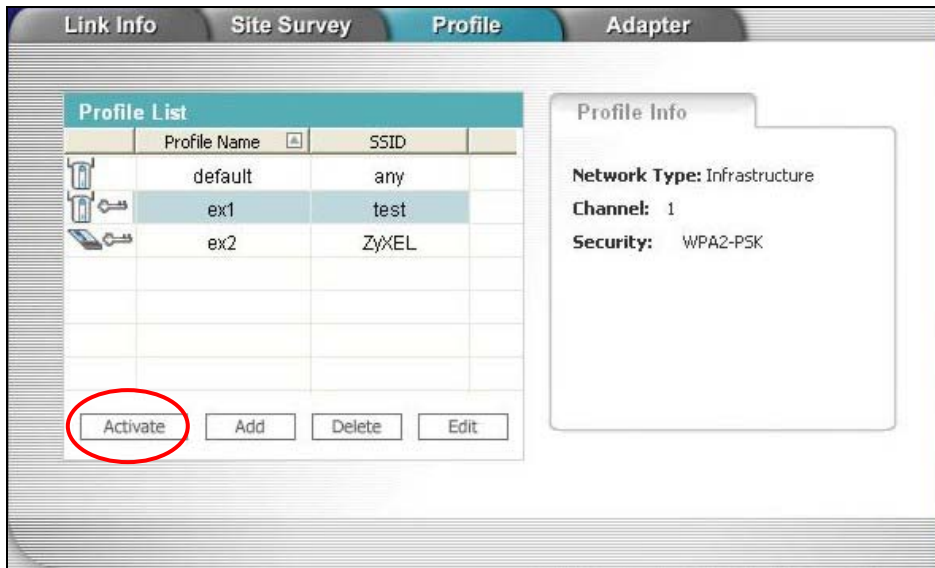 Link Info Site Survey Profile Adapter
Profile List
Profile Name SSID
default any
ex1 test
ex2 ZyXEL
Activate Add Delete Edit
Profile Info
Network Type: Infrastructure
Channel: 1
Security: WPA2-PSK